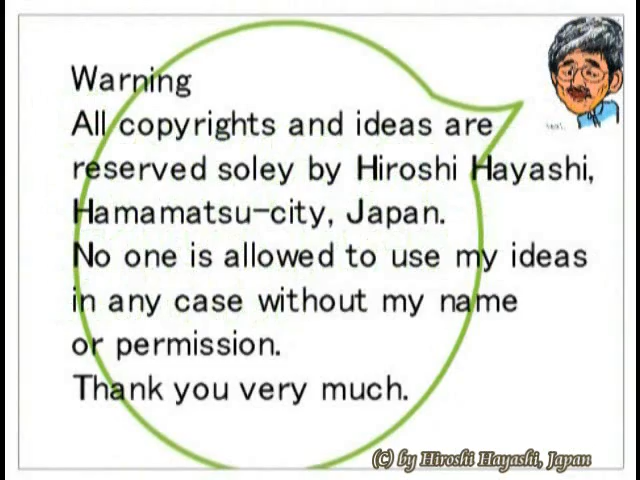 Warning
All copyrights and ideas are
reserved soley by Hiroshi Hayashi,
Hamamatsu-city, Japan.
No one is allowed to use my ideas
in any case without my name
or permission.
Thank you very much.
(C) by Hiroshi Hayashi, Japan